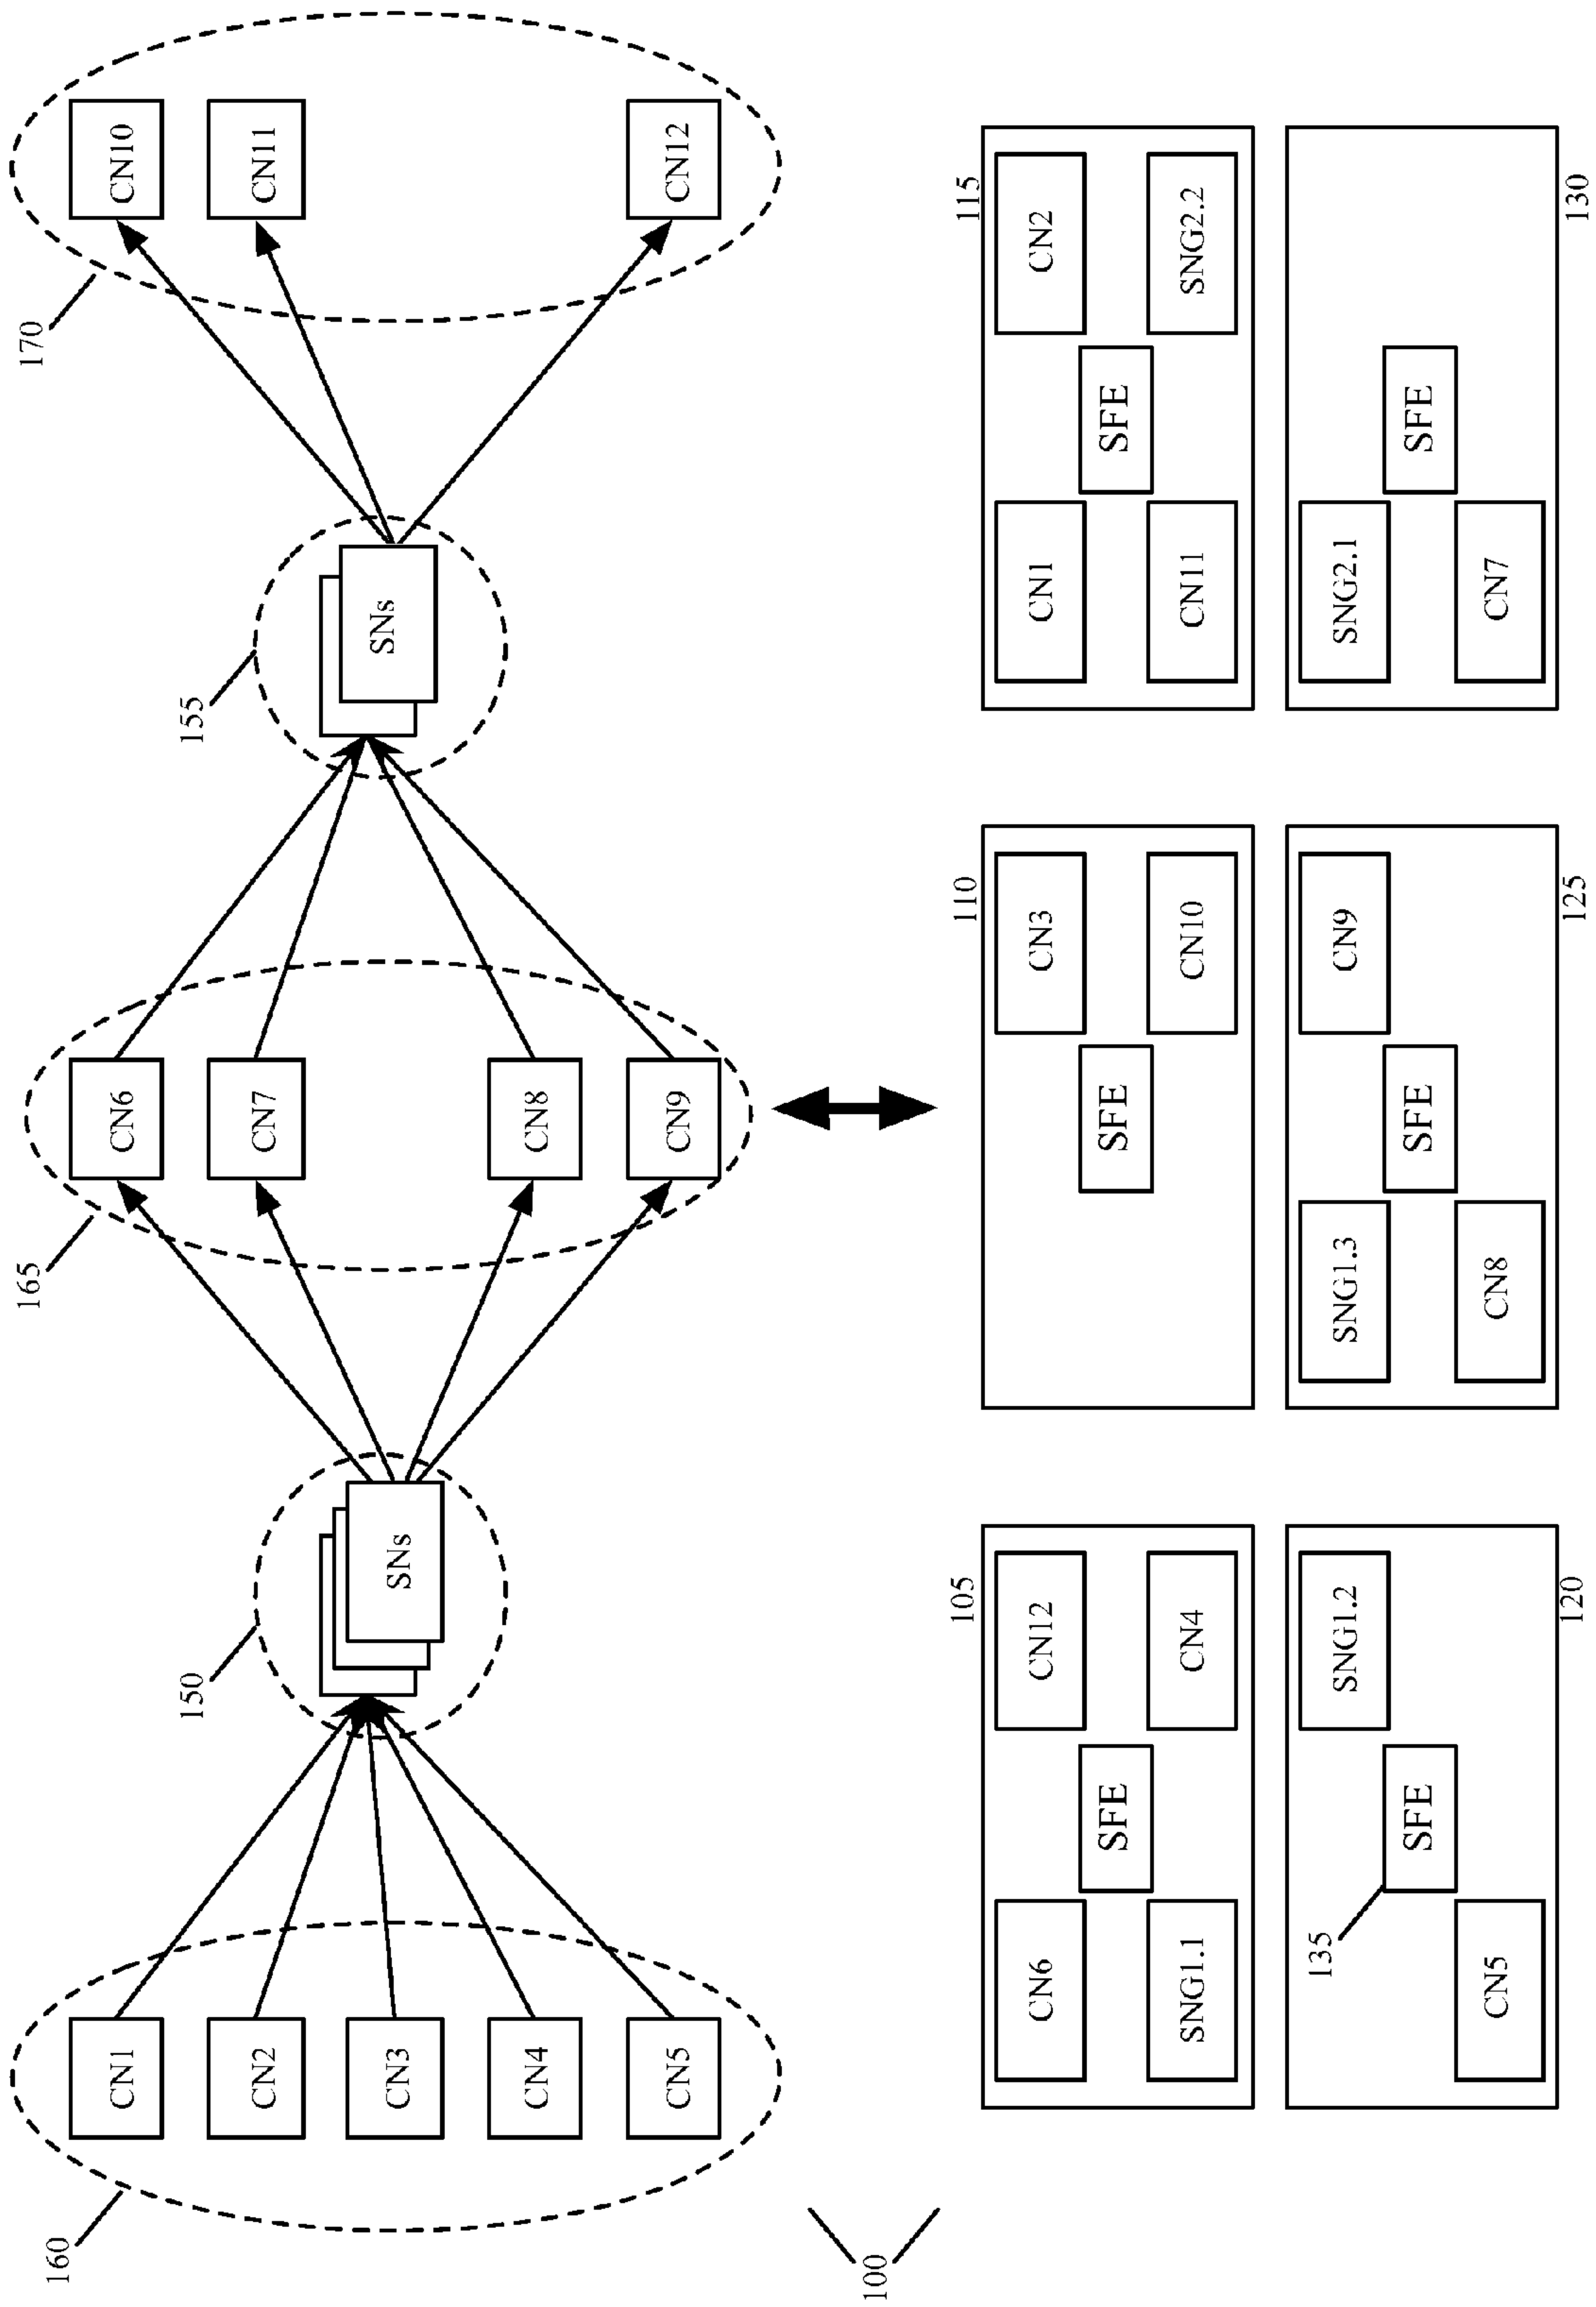 160
165
170
CN1
CN2
CN3
CN4
CN5
150
SNs
CN6
CN7
CN8
CN9
155
SNs
CN10
CN11
CN12
100
105
CN6
CN12
SFE
SNG1.1
CN4
110
CN3
SFE
CN10
115
CN1
CN2
SFE
CN11
SNG2.2
135
SNG1.2
SFE
CN5
120
SNG1.3
CN9
SFE
CN8
125
SNG2.1
SFE
CN7
130